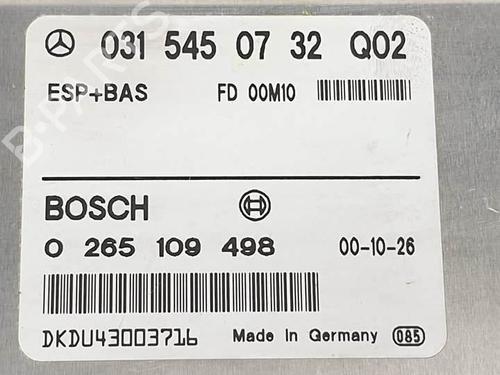 031 545 07 32 Q02
ESP+BAS FD 00M10
BOSCH
0 265 109 498 00-10-26
DKDU43003716 Made in Germany 085
B-PARTS